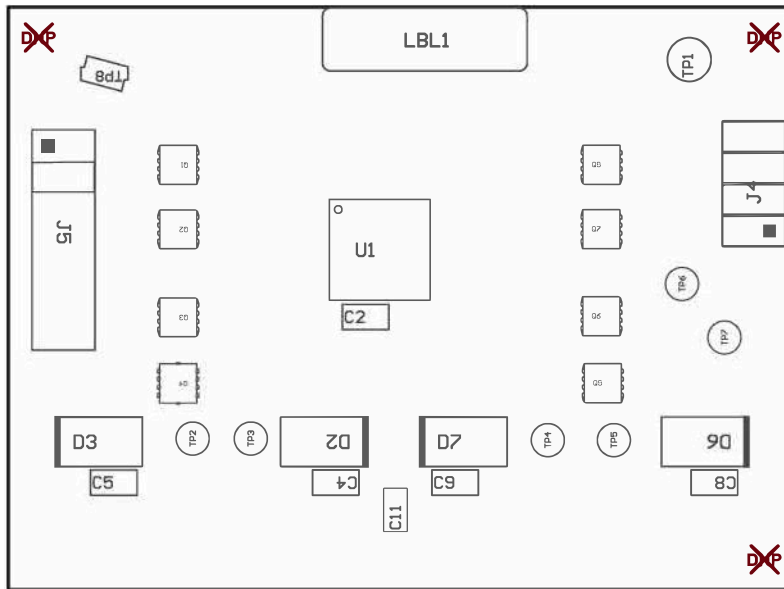 DNP
LBL1
DNP
TP8
TP1
Q1
Q8
J4
J5
Q2
Q7
U1
TP6
C2
Q3
Q6
TP7
Q4
Q5
D3
TP2
TP3
D2
D7
TP4
TP5
D6
C5
C4
C9
C8
C11
DNP